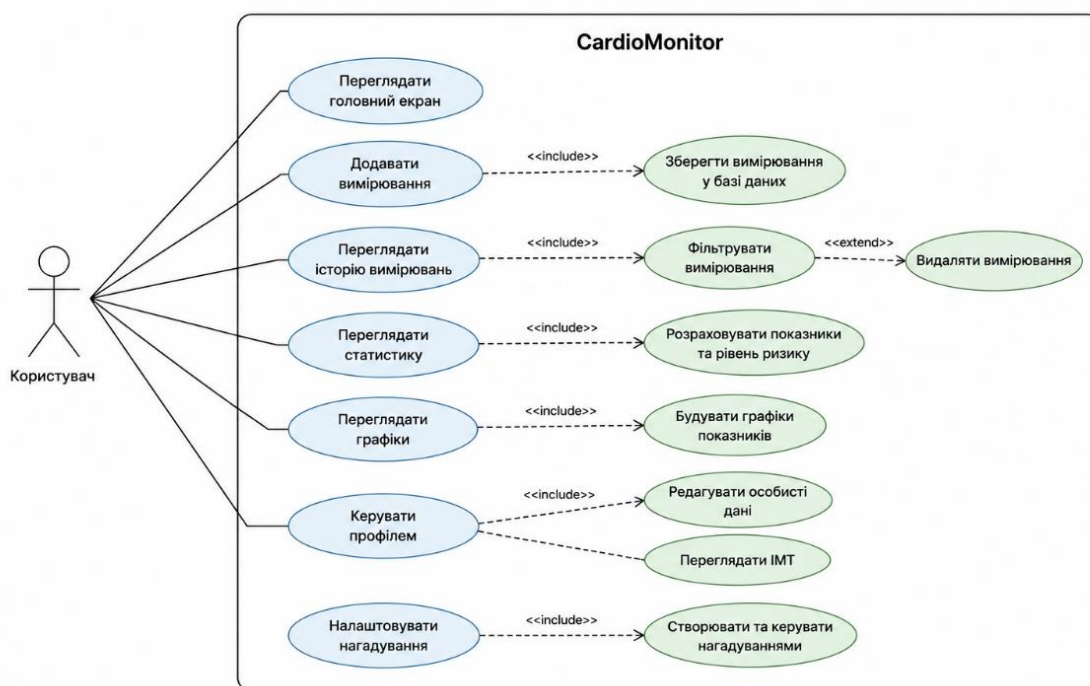 CardioMonitor
Переглядати
головний екран
Додавати
вимірювання
<<include>>
Зберегти вимірювання
у базі даних
Переглядати
історію вимірювань
<<include>>
Фільтрувати
вимірювання
<<extend>>
Видаляти вимірювання
Користувач
Переглядати
статистику
<<include>>
Розраховувати показники
та рівень ризику
Переглядати
графіки
<<include>>
Будувати графіки
показників
Керувати
профілем
<<include>>
Редагувати особисті
дані
Переглядати ІМТ
Налаштовувати
нагадування
<<include>>
Створювати та керувати
нагадуваннями